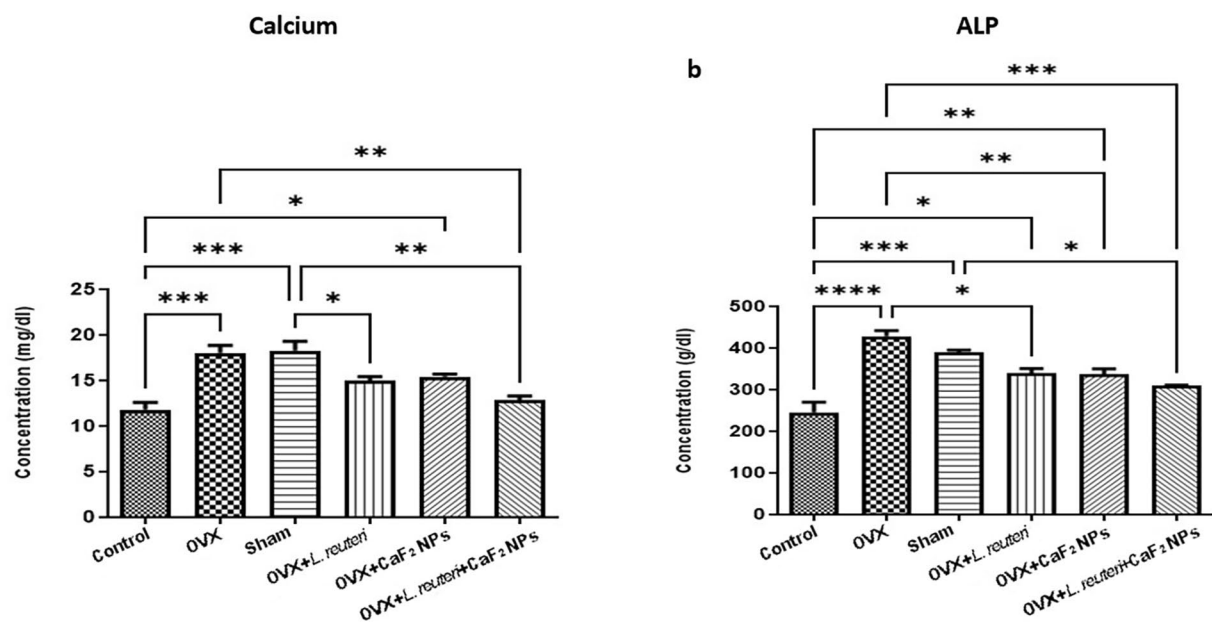 Calcium
**
*
***
**
***
*
Concentration (mg/dl)
25
20
15
10
5
0
Control
OVX
Sham
OVX+L. reuteri
OVX+CaF₂ NPs
OVX+L. reuteri+CaF₂ NPs
ALP
b
***
**
**
*
***
*
****
*
Concentration (g/dl)
500
400
300
200
100
0
Control
OVX
Sham
OVX+L. reuteri
OVX+CaF₂ NPs
OVX+L. reuteri+CaF₂ NPs